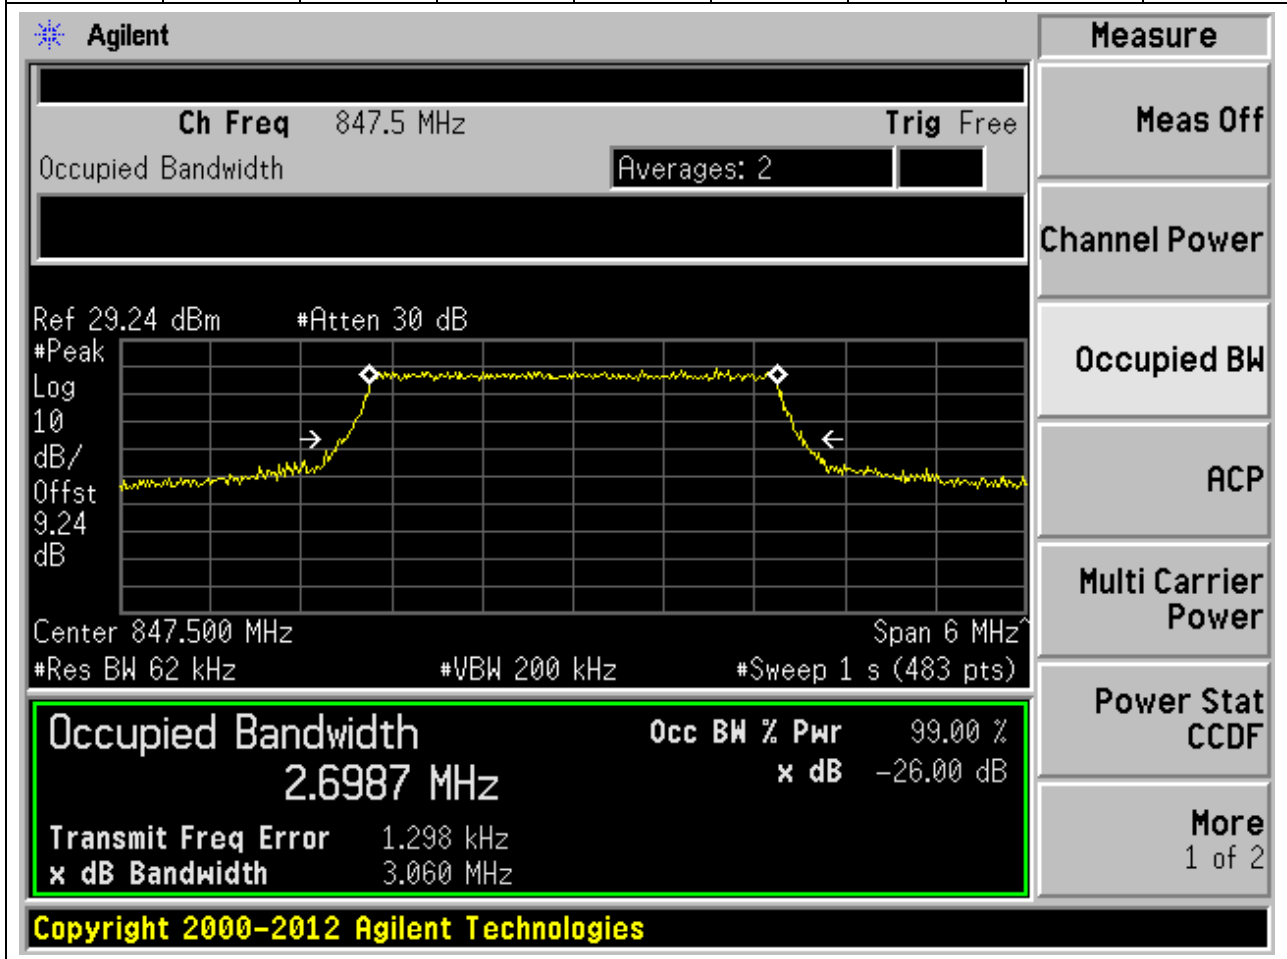 Agilent
Measure
Ch Freq 847.5 MHz Trig Free
Occupied Bandwidth Averages: 2
Meas Off
Channel Power
Occupied BW
ACP
Multi Carrier
Power
Power Stat
CCDF
More
1 of 2
Ref 29.24 dBm #Atten 30 dB
#Peak
Log
10
dB/
Offst
9.24
dB
Center 847.500 MHz Span 6 MHz^
#Res BW 62 kHz #VBW 200 kHz #Sweep 1 s (483 pts)
Occupied Bandwidth Occ BW % Pwr 99.00 %
2.6987 MHz x dB -26.00 dB
Transmit Freq Error 1.298 kHz
x dB Bandwidth 3.060 MHz
Copyright 2000-2012 Agilent Technologies